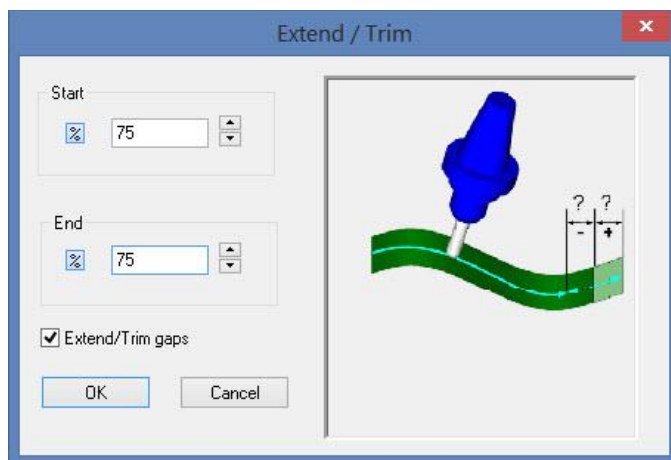 Extend / Trim
x
Start
% 75
End
% 75
Extend/Trim gaps
OK Cancel
? ?
- +